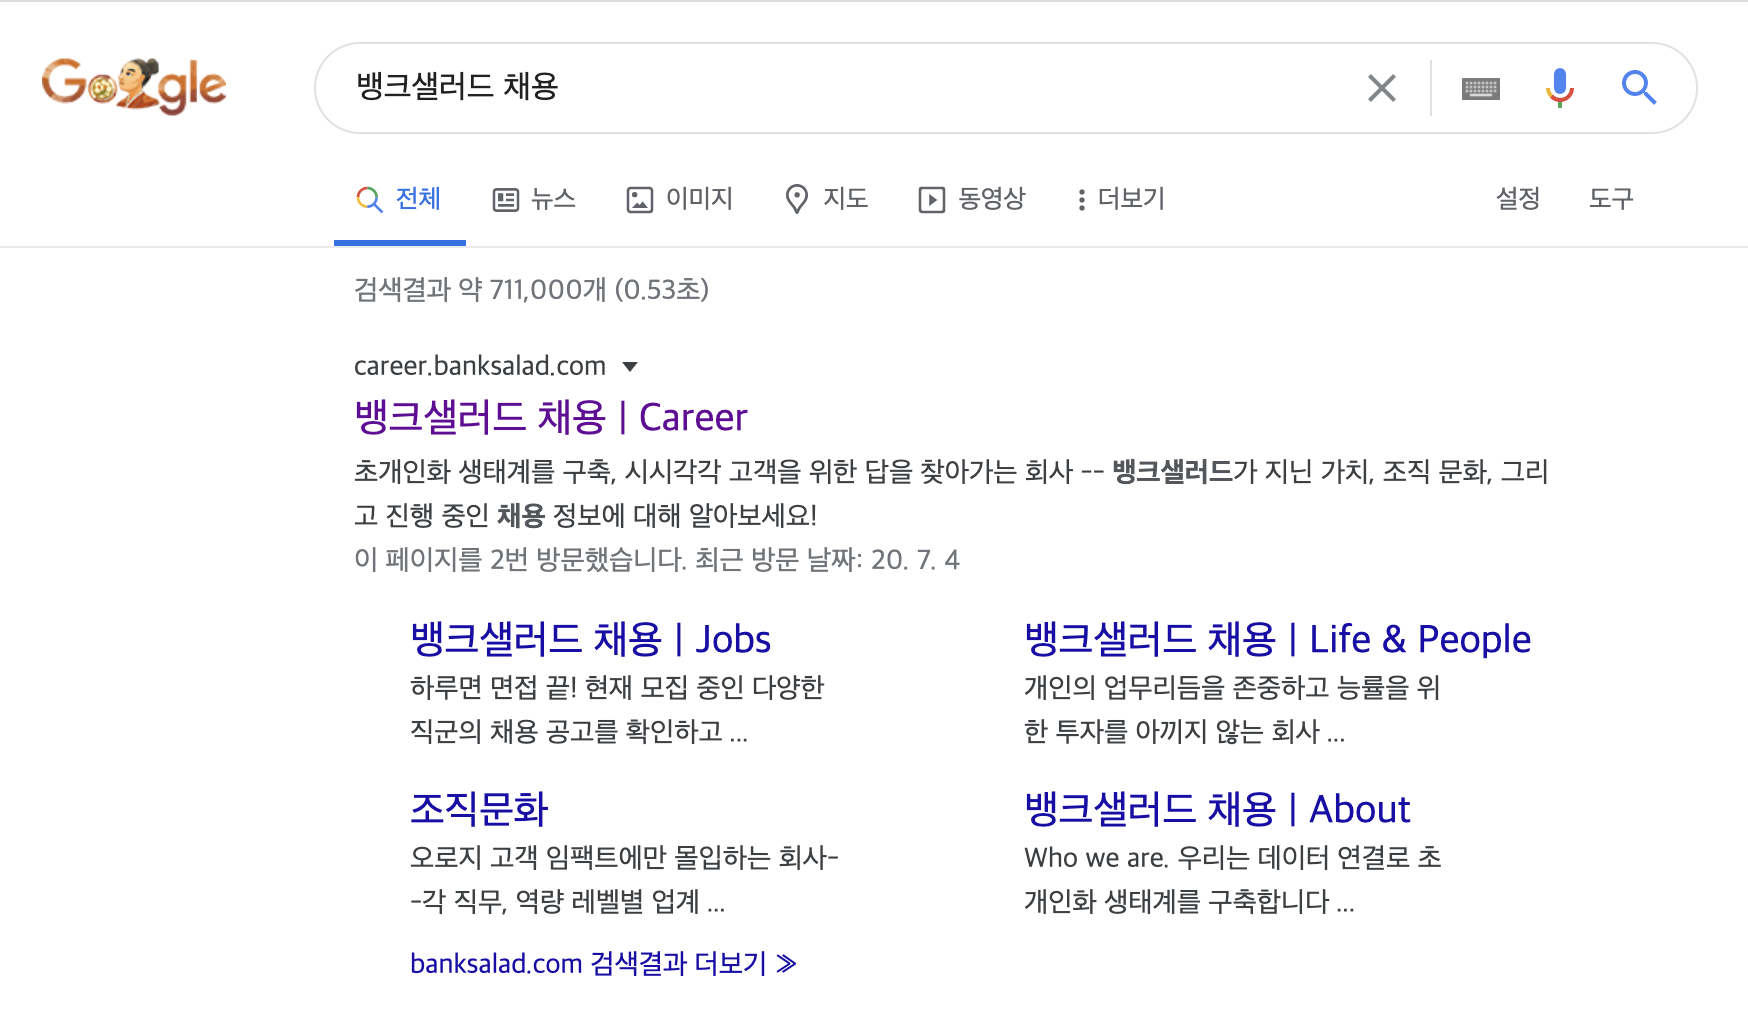 Google
뱅크샐러드 채용
전체 뉴스 이미지 지도 동영상 더보기 설정 도구
검색결과 약 711,000개 (0.53초)
career.banksalad.com
뱅크샐러드 채용 | Career
초개인화 생태계를 구축, 시시각각 고객을 위한 답을 찾아가는 회사 -- 뱅크샐러드가 지닌 가치, 조직 문화, 그리
고 진행 중인 채용 정보에 대해 알아보세요!
이 페이지를 2번 방문했습니다. 최근 방문 날짜: 20. 7. 4
뱅크샐러드 채용 | Jobs
하루면 면접 끝! 현재 모집 중인 다양한
직군의 채용 공고를 확인하고 ...
뱅크샐러드 채용 | Life & People
개인의 업무리듬을 존중하고 능률을 위
한 투자를 아끼지 않는 회사 ...
조직문화
오로지 고객 임팩트에만 몰입하는 회사-
-각 직무, 역량 레벨별 업계 ...
뱅크샐러드 채용 | About
Who we are. 우리는 데이터 연결로 초
개인화 생태계를 구축합니다 ...
banksalad.com 검색결과 더보기 »